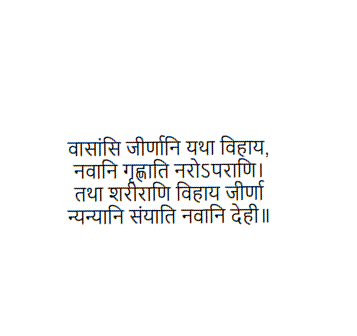 वासांसि जीर्णानि यथा विहाय,
नवानि गृह्णाति नरोऽपराणि।
तथा शरीराणि विहाय जीर्णा
न्यन्यानि संयाति नवानि देही॥